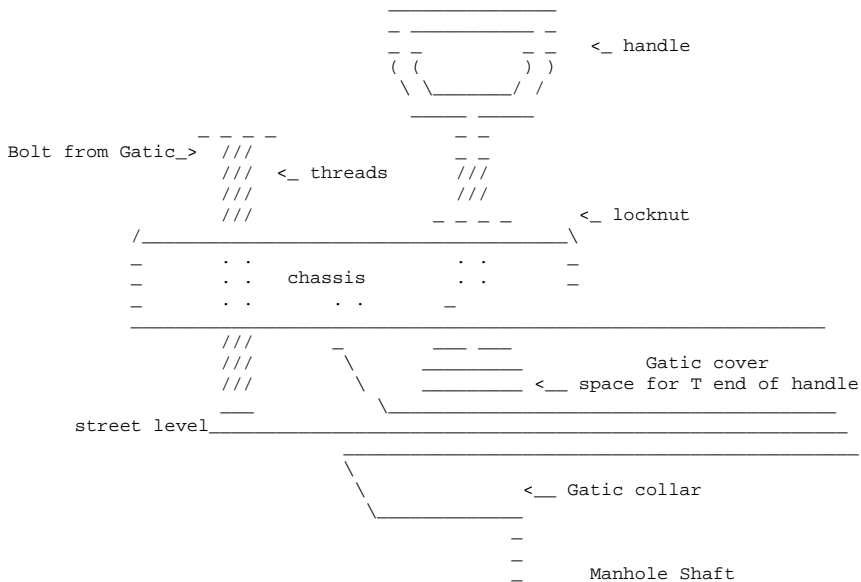 <_ handle
Bolt from Gatic_>
<_ threads
<_ locknut
chassis
Gatic cover
<__ space for T end of handle
street level
<__ Gatic collar
Manhole Shaft